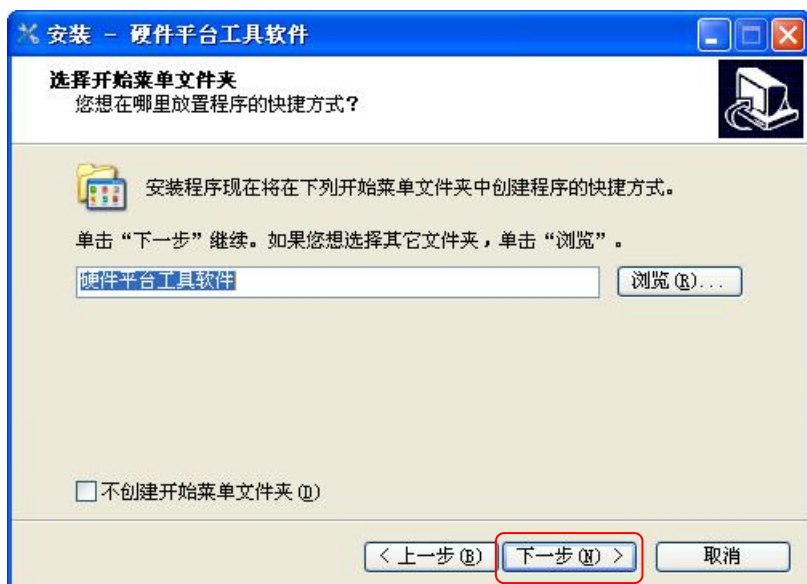 安装 - 硬件平台工具软件
选择开始菜单文件夹
您想在哪里放置程序的快捷方式?
安装程序现在将在下列开始菜单文件夹中创建程序的快捷方式。
单击“下一步”继续。如果您想选择其它文件夹，单击“浏览”。
硬件平台工具软件
浏览(R)...
不创建开始菜单文件夹(D)
< 上一步(B)
下一步(N) >
取消